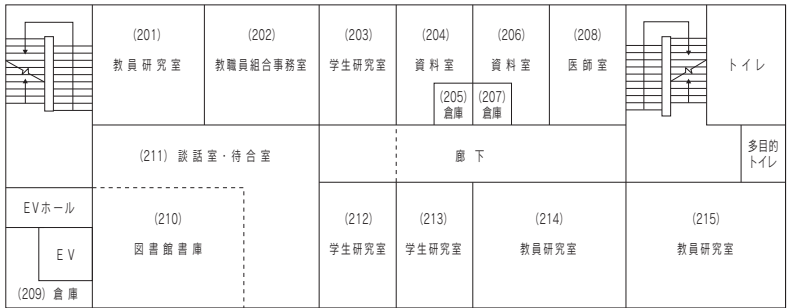 (201)
教員研究室
(202)
教職員組合事務室
(203)
学生研究室
(204)
資料室
(206)
資料室
(208)
医師室
トイレ
(205)
倉庫
(207)
倉庫
(211) 談話室・待合室
廊下
多目的
トイレ
EVホール
EV
(209) 倉庫
(210)
図書館書庫
(212)
学生研究室
(213)
学生研究室
(214)
教員研究室
(215)
教員研究室